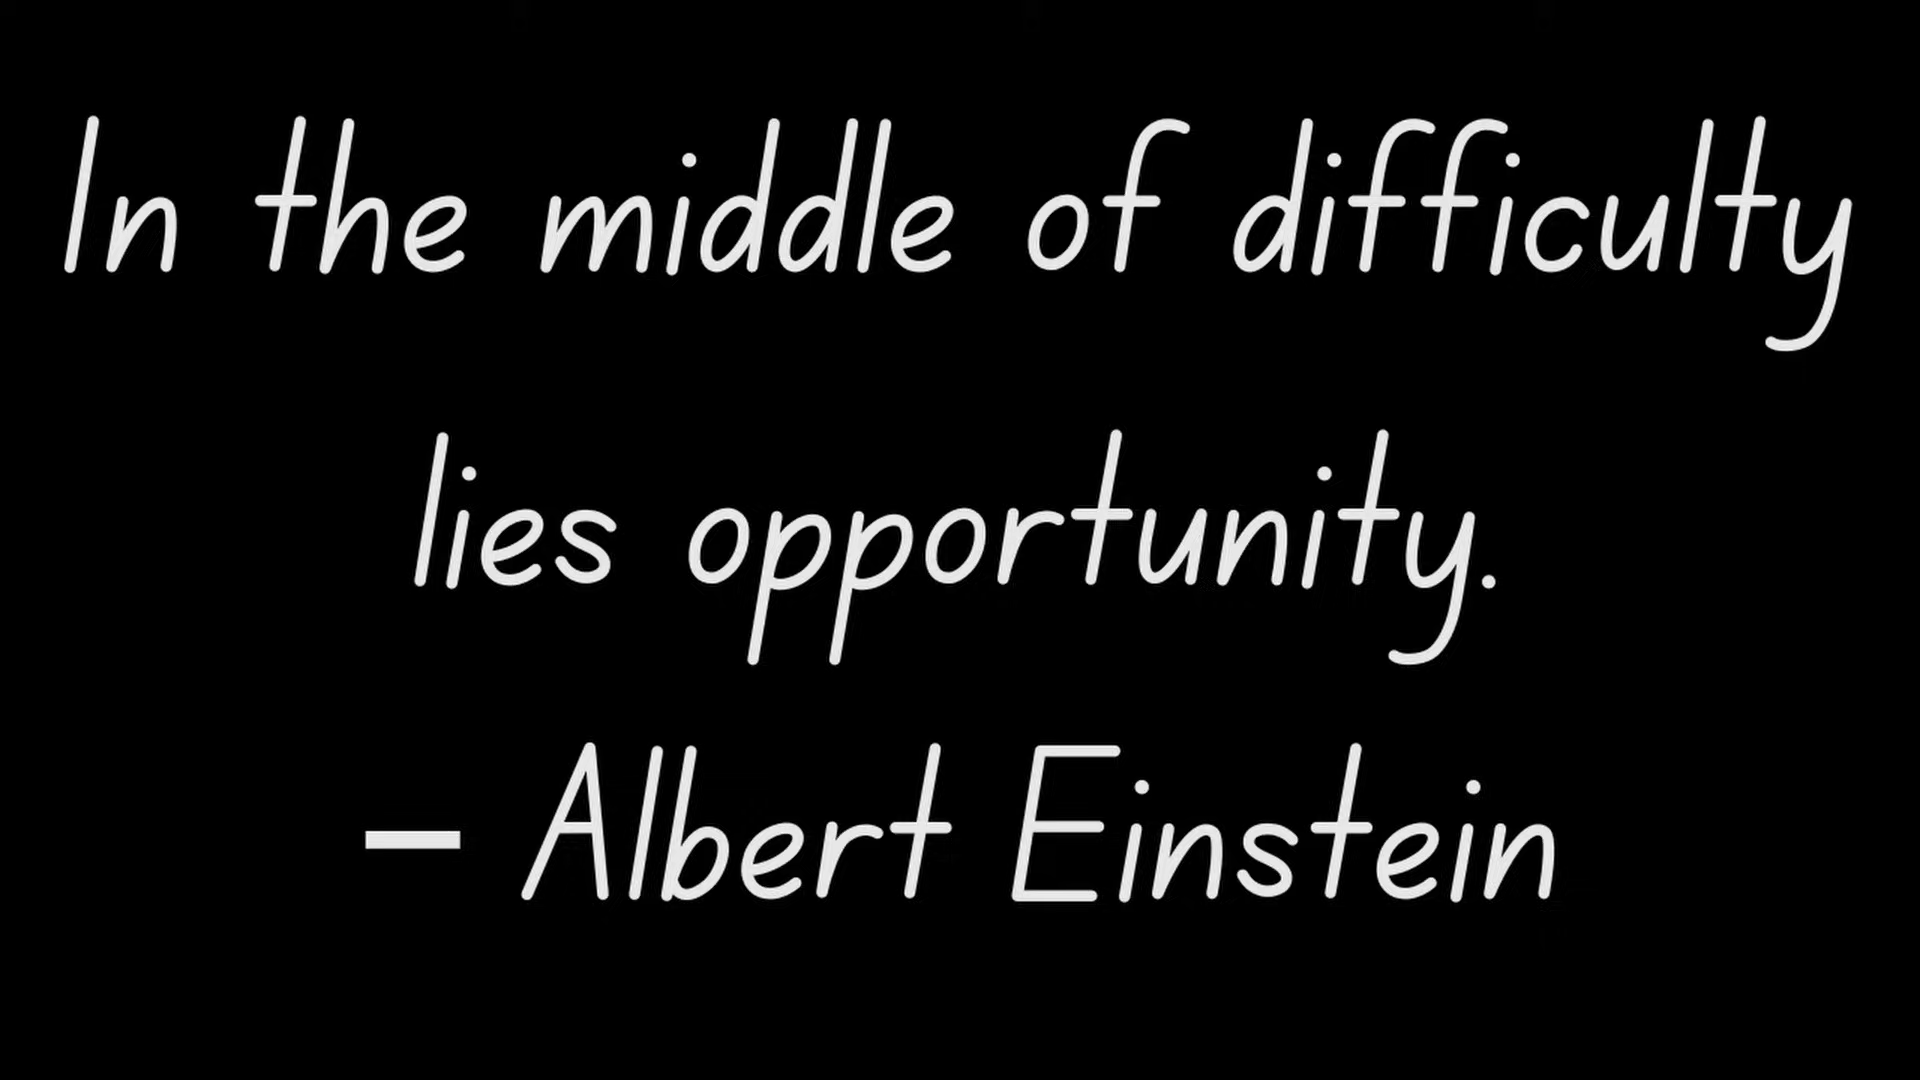 In the middle of difficulty
lies opportunity.
– Albert Einstein